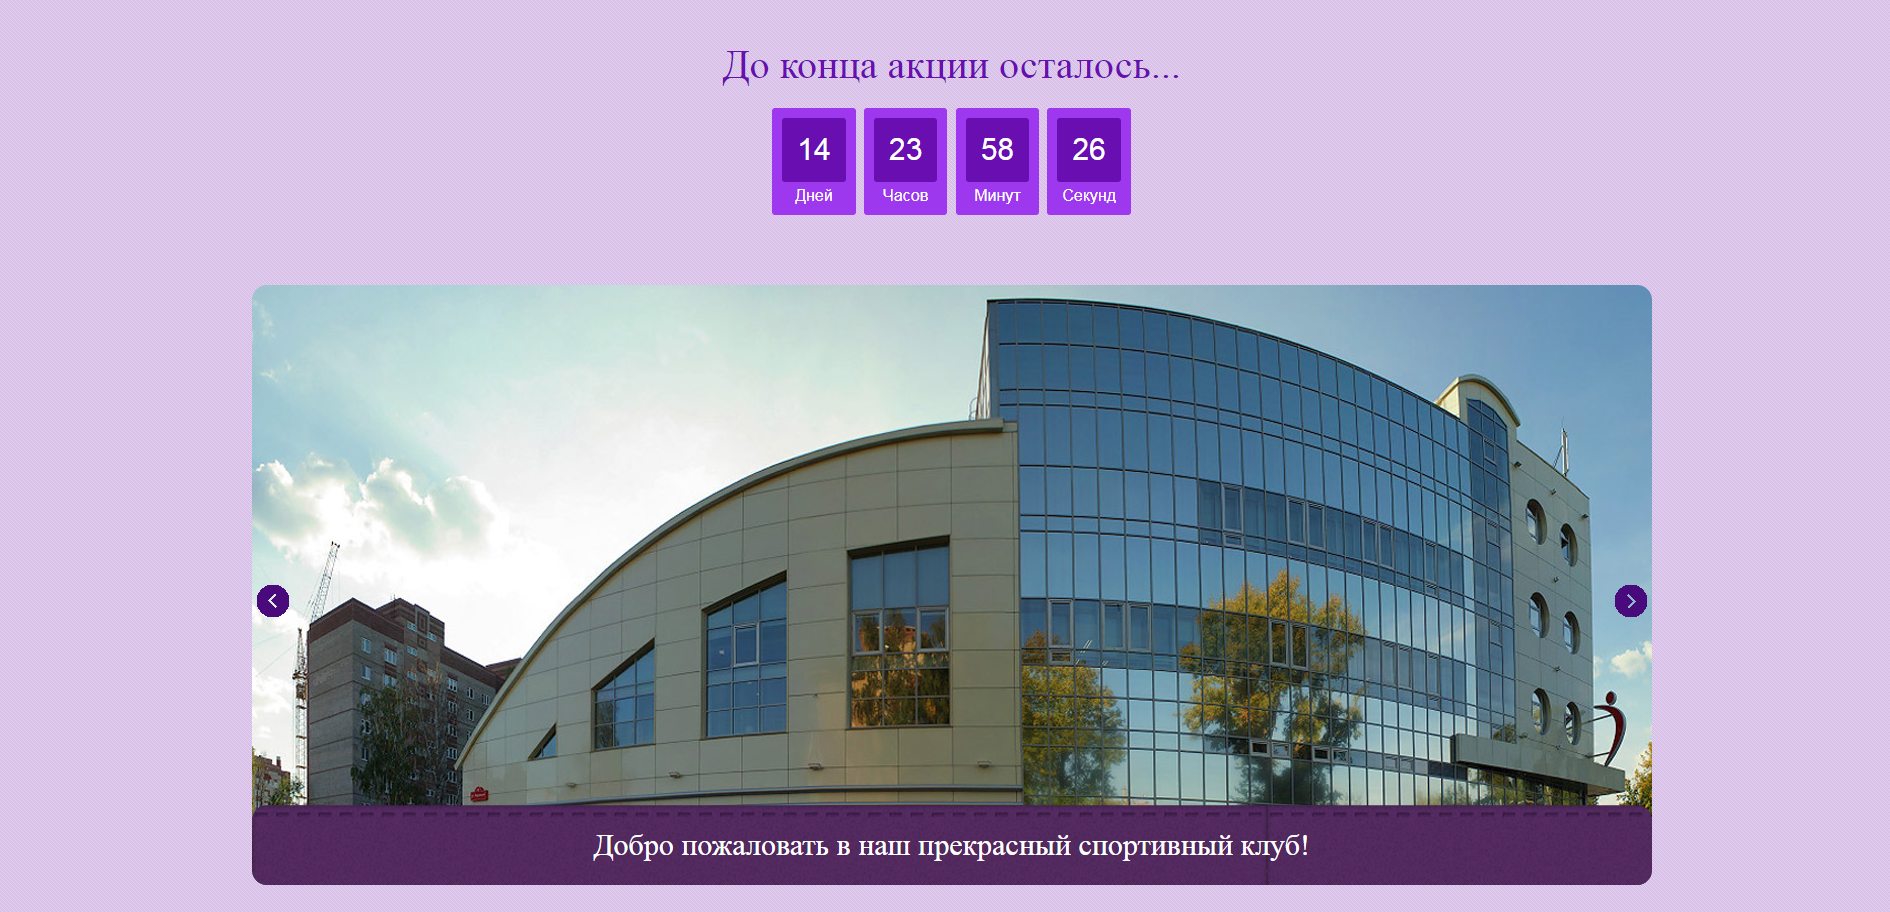 До конца акции осталось...
14 23 58 26
Дней Часов Минут Секунд
Добро пожаловать в наш прекрасный спортивный клуб!